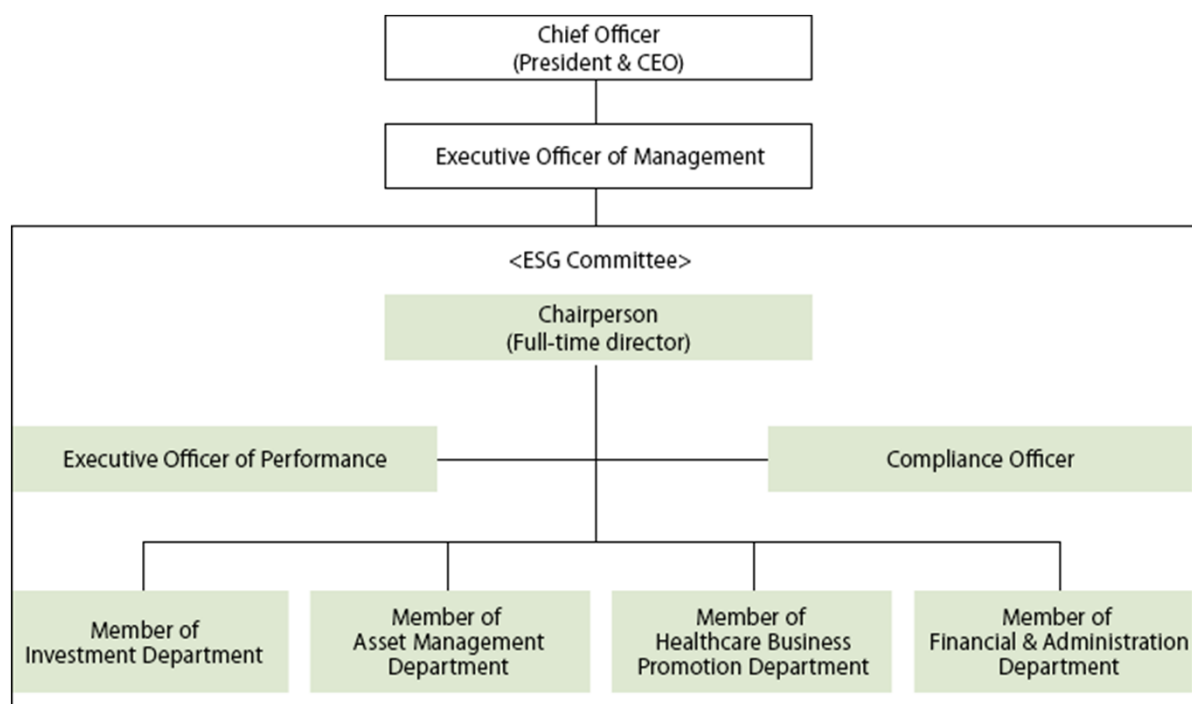 Chief Officer
(President & CEO)
Executive Officer of Management
<ESG Committee>
Chairperson
(Full-time director)
Executive Officer of Performance
Compliance Officer
Member of
Investment Department
Member of
Asset Management
Department
Member of
Healthcare Business
Promotion Department
Member of
Financial & Administration
Department